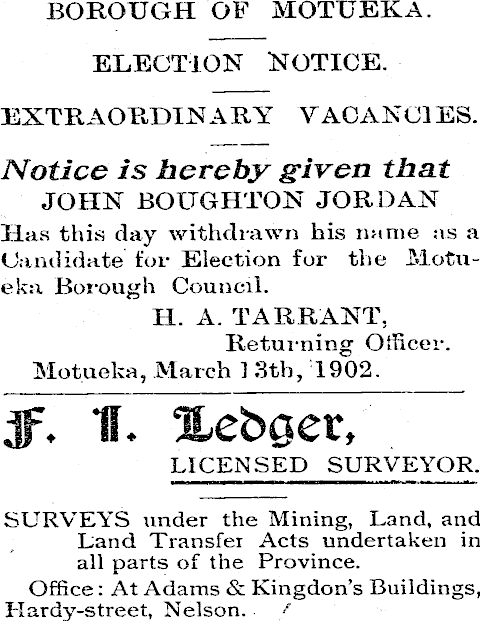 BOROUGH OF MOTUEKA.
ELECTION NOTICE.
EXTRAORDINARY VACANCIES.
Notice is hereby given that
JOHN BOUGHTON JORDAN
Has this day withdrawn his name as a
Candidate for Election for the Motu-
eka Borough Council.
H. A. TARRANT,
Returning Officer.
Motueka, March 13th, 1902.
F. I. Ledger,
LICENSED SURVEYOR.
SURVEYS under the Mining, Land, and
Land Transfer Acts undertaken in
all parts of the Province.
Office: At Adams & Kingdon's Buildings,
Hardy-street, Nelson.